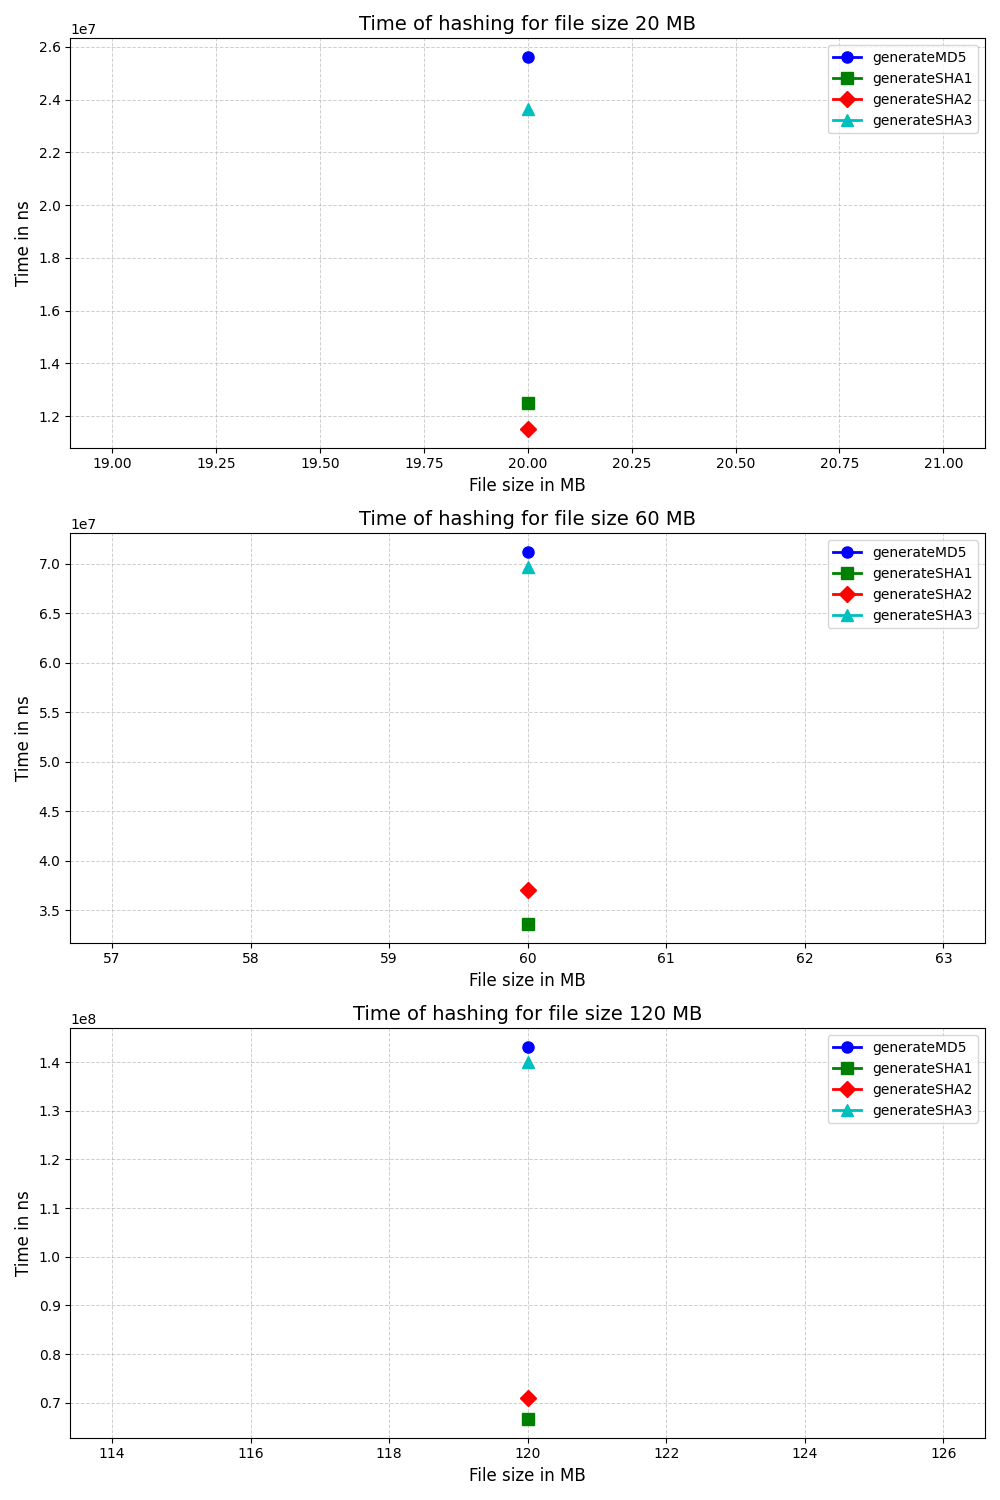 Time of hashing for file size 20 MB
1e7
2.6
2.4
2.2
2.0
1.8
1.6
1.4
1.2
Time in ns
generateMD5
generateSHA1
generateSHA2
generateSHA3
19.00 19.25 19.50 19.75 20.00 20.25 20.50 20.75 21.00
File size in MB
Time of hashing for file size 60 MB
1e7
7.0
6.5
6.0
5.5
5.0
4.5
4.0
3.5
Time in ns
generateMD5
generateSHA1
generateSHA2
generateSHA3
57 58 59 60 61 62 63
File size in MB
Time of hashing for file size 120 MB
1e8
1.4
1.3
1.2
1.1
1.0
0.9
0.8
0.7
Time in ns
generateMD5
generateSHA1
generateSHA2
generateSHA3
114 116 118 120 122 124 126
File size in MB